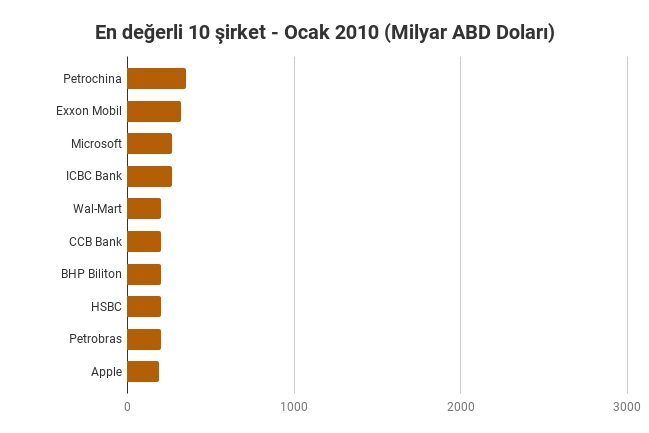 En değerli 10 şirket - Ocak 2010 (Milyar ABD Doları)
Petrochina
Exxon Mobil
Microsoft
ICBC Bank
Wal-Mart
CCB Bank
BHP Biliton
HSBC
Petrobras
Apple
0 1000 2000 3000